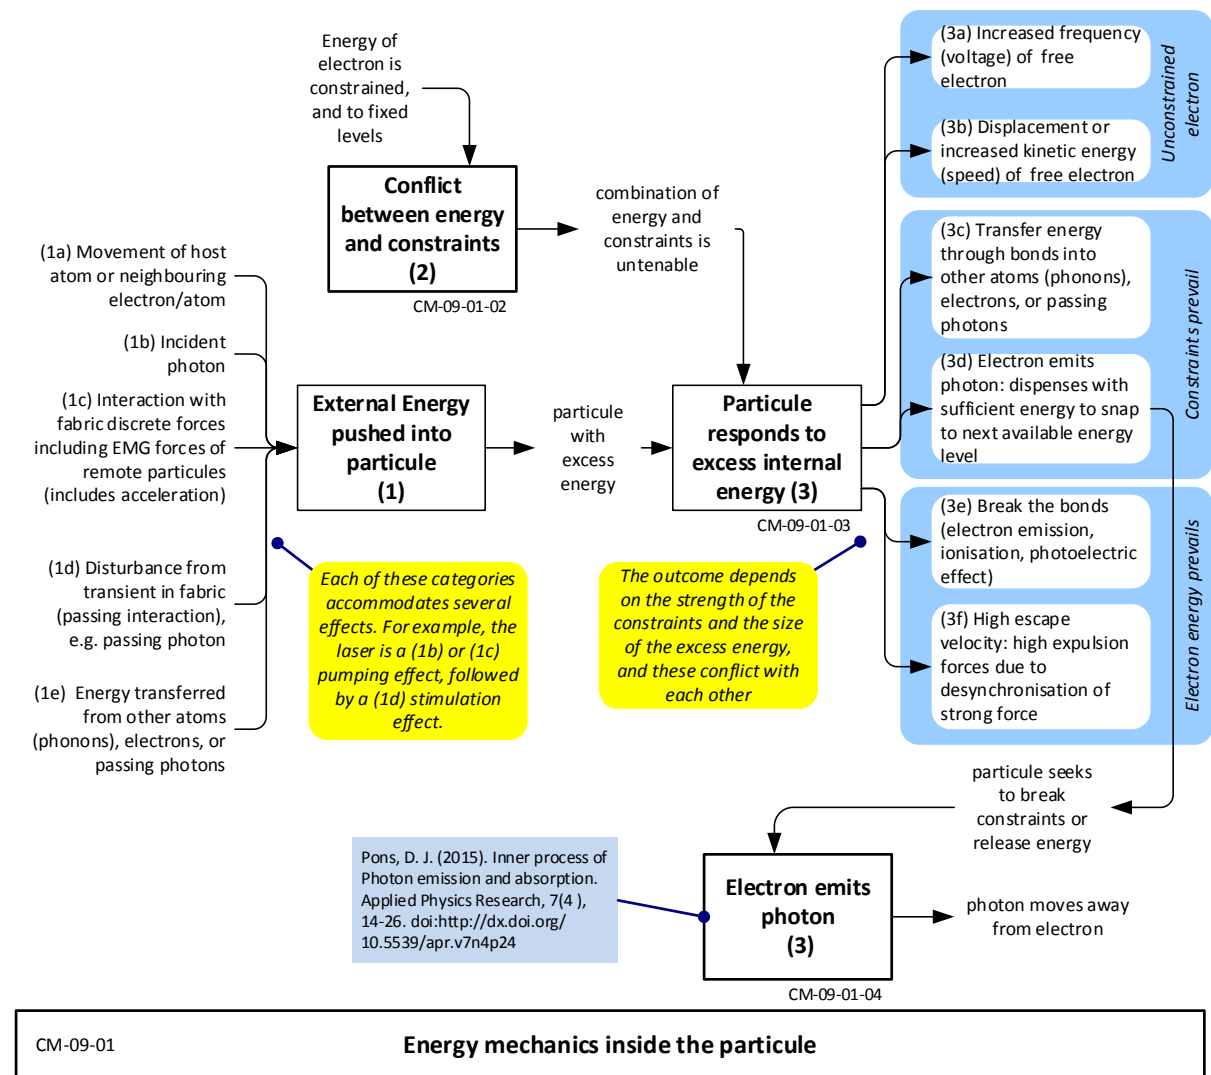 Energy of
electron is
constrained,
and to fixed
levels
Conflict
between energy
and constraints
(2)
CM-09-01-02
combination of
energy and
constraints is
untenable
(1a) Movement of host
atom or neighbouring
electron/atom
(1b) Incident
photon
(1c) Interaction with
fabric discrete forces
including EMG forces of
remote particules
(includes acceleration)
(1d) Disturbance from
transient in fabric
(passing interaction),
e.g. passing photon
(1e) Energy transferred
from other atoms
(phonons), electrons, or
passing photons
External Energy
pushed into
particule
(1)
particule
with
excess
energy
Particule
responds to
excess internal
energy (3)
CM-09-01-03
Each of these categories
accommodates several
effects. For example, the
laser is a (1b) or (1c)
pumping effect, followed
by a (1d) stimulation
effect.
The outcome depends
on the strength of the
constraints and the size
of the excess energy,
and these conflict with
each other
(3a) Increased frequency
(voltage) of free
electron
(3b) Displacement or
increased kinetic energy
(speed) of free electron
Unconstrained
electron
(3c) Transfer energy
through bonds into
other atoms (phonons),
electrons, or passing
photons
(3d) Electron emits
photon: dispenses with
sufficient energy to snap
to next available energy
level
Constraints prevail
(3e) Break the bonds
(electron emission,
ionisation, photoelectric
effect)
(3f) High escape
velocity: high expulsion
forces due to
desynchronisation of
strong force
Electron energy prevails
particule seeks
to break
constraints or
release energy
Pons, D. J. (2015). Inner process of
Photon emission and absorption.
Applied Physics Research, 7(4 ),
14-26. doi:http://dx.doi.org/
10.5539/apr.v7n4p24
Electron emits
photon
(3)
CM-09-01-04
photon moves away
from electron
CM-09-01
Energy mechanics inside the particule